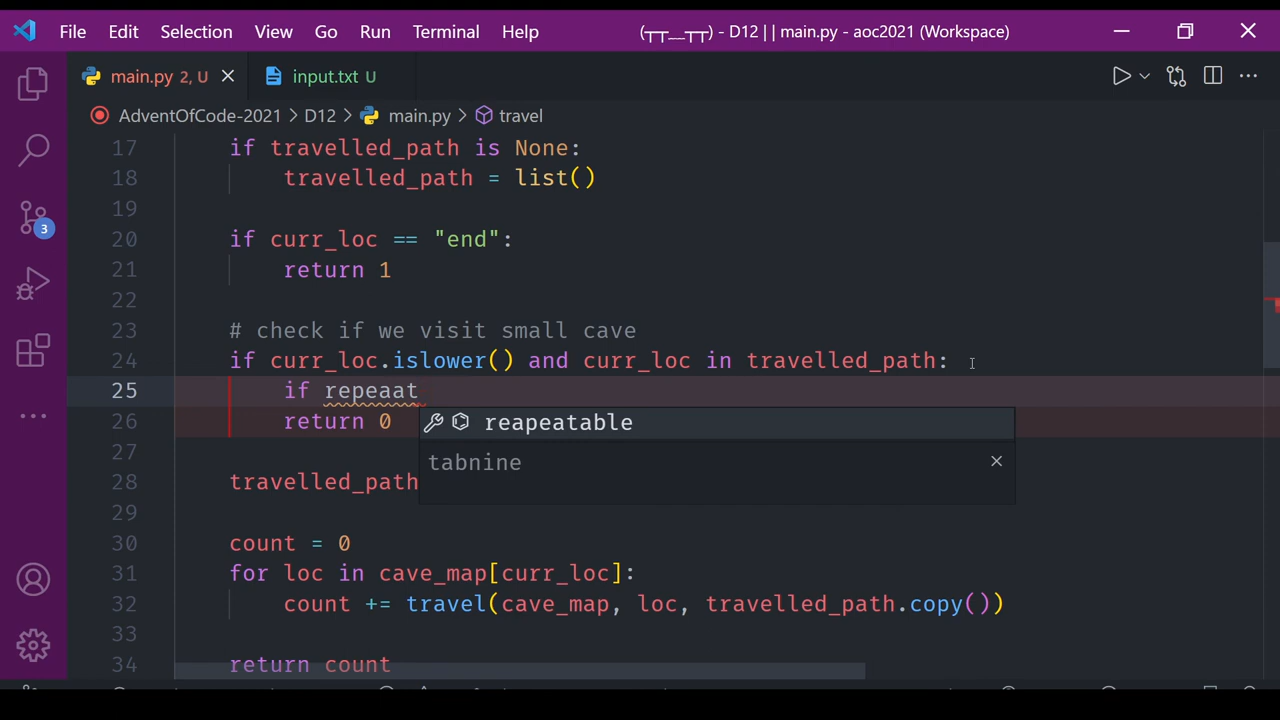 File Edit Selection View Go Run Terminal Help (┬┬__┬┬) - D12 | | main.py - aoc2021 (Workspace)
main.py 2, U input.txt U
AdventOfCode-2021 > D12 > main.py > travel
17 if travelled_path is None:
18 travelled_path = list()
19
20 if curr_loc == "end":
21 return 1
22
23 # check if we visit small cave
24 if curr_loc.islower() and curr_loc in travelled_path:
25 if repeaat
26 return 0
reapeatable
27
tabnine
28 travelled_path
29
30 count = 0
31 for loc in cave_map[curr_loc]:
32 count += travel(cave_map, loc, travelled_path.copy())
33
34 return count
3